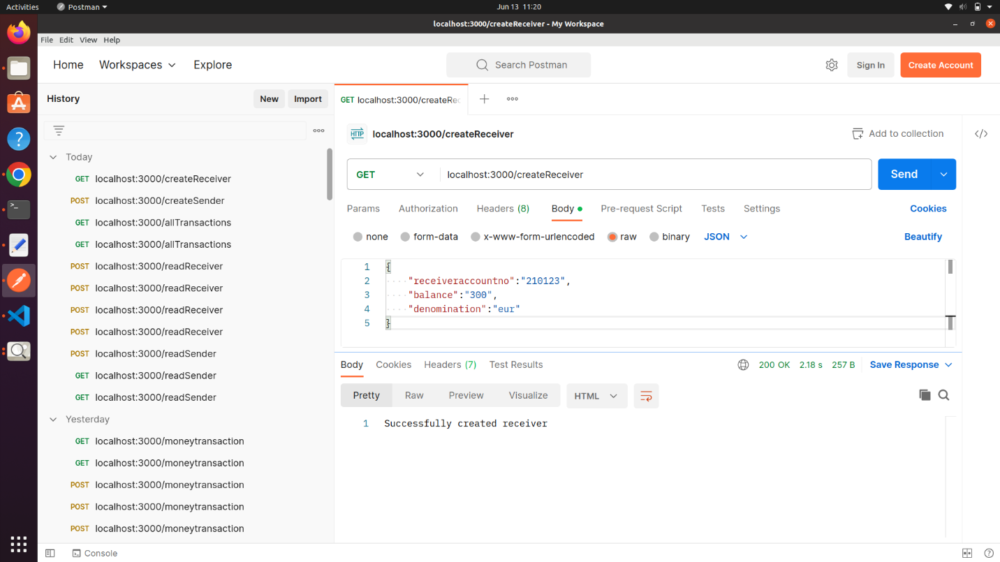 Activities
Postman
Jun 13 11:20
localhost:3000/createReceiver - My Workspace
File Edit View Help
Home Workspaces Explore
Search Postman
Sign In
Create Account
History
New
Import
GET localhost:3000/createRec
HTTP localhost:3000/createReceiver
Add to collection
Today
GET localhost:3000/createReceiver
POST localhost:3000/createSender
GET localhost:3000/allTransactions
GET localhost:3000/allTransactions
POST localhost:3000/readReceiver
POST localhost:3000/readReceiver
POST localhost:3000/readReceiver
POST localhost:3000/readReceiver
POST localhost:3000/readSender
GET localhost:3000/readSender
GET localhost:3000/readSender
Yesterday
GET localhost:3000/moneytransaction
GET localhost:3000/moneytransaction
POST localhost:3000/moneytransaction
POST localhost:3000/moneytransaction
POST localhost:3000/moneytransaction
GET localhost:3000/createReceiver
Send
Params Authorization Headers (8) Body Pre-request Script Tests Settings Cookies
none form-data x-www-form-urlencoded raw binary JSON Beautify
1 {
2 "receiveraccountno":"210123",
3 "balance":"300",
4 "denomination":"eur"
5 }
Body Cookies Headers (7) Test Results 200 OK 2.18 s 257 B Save Response
Pretty Raw Preview Visualize HTML
1 Successfully created receiver
Console